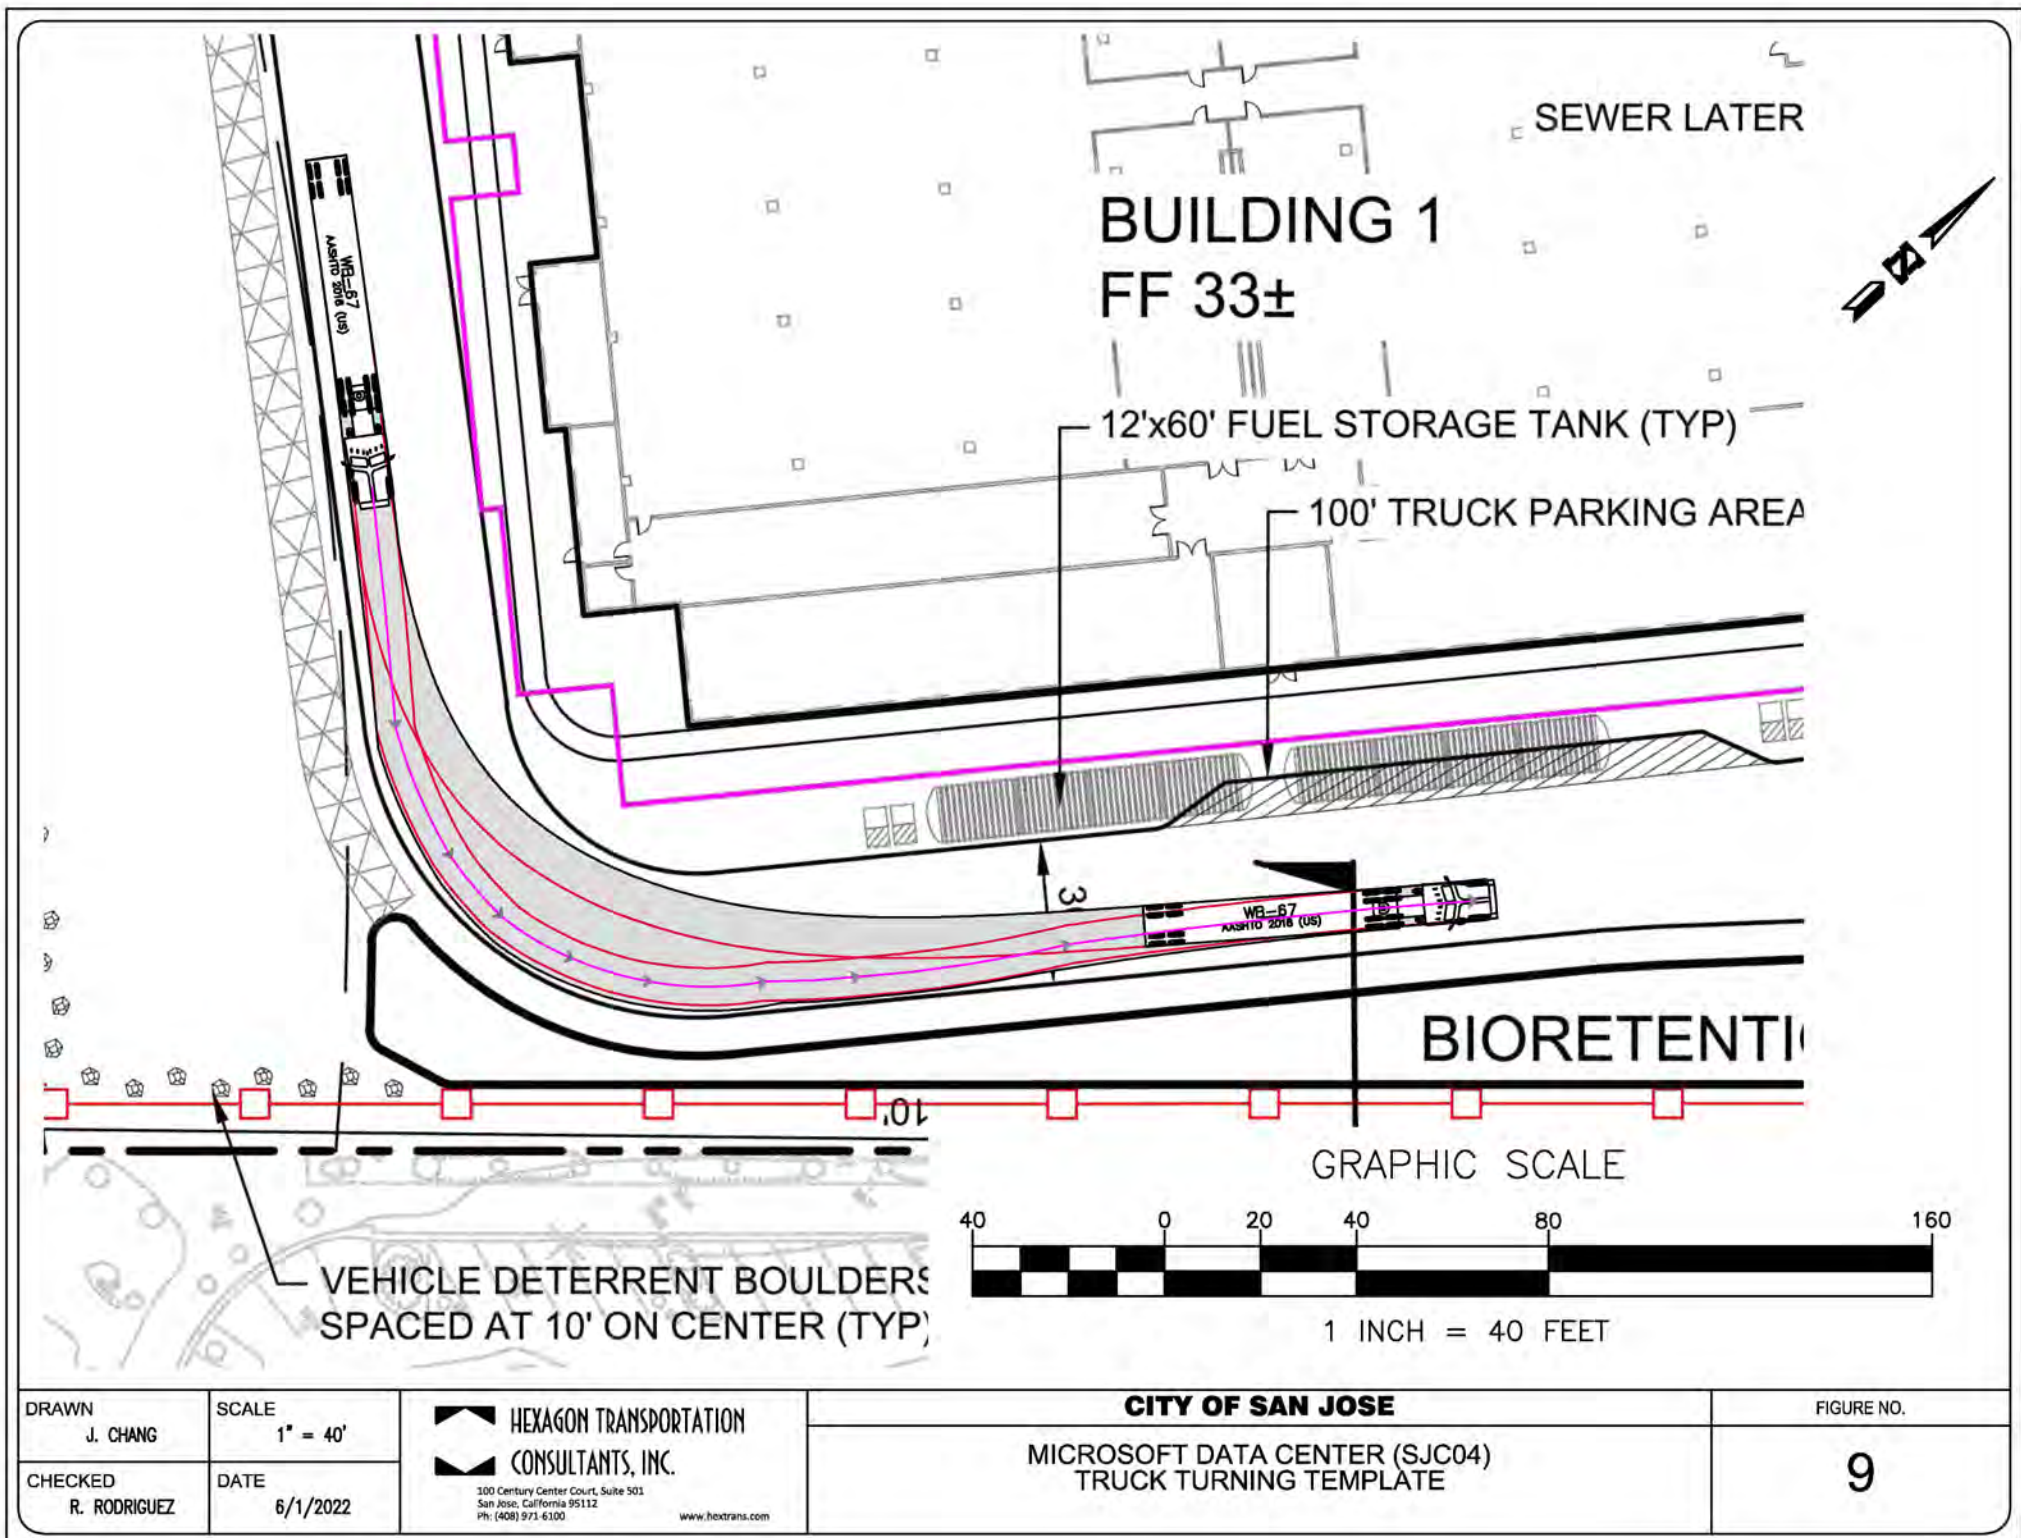 SEWER LATER
BUILDING 1
FF 33±
N
WB-67
AASHTO 2018 (US)
12'x60' FUEL STORAGE TANK (TYP)
100' TRUCK PARKING AREA
WB-67
AASHTO 2018 (US)
BIORETENTI
10'
GRAPHIC SCALE
40 0 20 40 80 160
1 INCH = 40 FEET
VEHICLE DETERRENT BOULDERS
SPACED AT 10' ON CENTER (TYP)
DRAWN
J. CHANG
SCALE
1" = 40'
CHECKED
R. RODRIGUEZ
DATE
6/1/2022
HEXAGON TRANSPORTATION
CONSULTANTS, INC.
100 Century Center Court, Suite 501
San Jose, California 95112
Ph: (408) 971-6100
www.hextrans.com
CITY OF SAN JOSE
MICROSOFT DATA CENTER (SJC04)
TRUCK TURNING TEMPLATE
FIGURE NO.
9